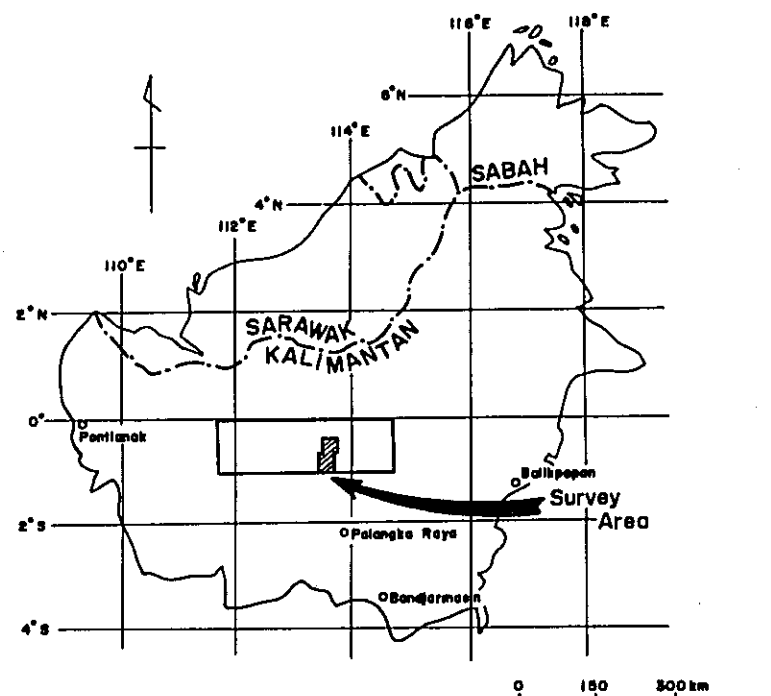 116°E
118°E
6°N
114°E
SABAH
4°N
112°E
110°E
2°N
SARAWAK
KALIMANTAN
0°
Pontianak
Balikpapan
Survey
Area
2°S
Palangka Raya
Bandjarmasin
4°S
0 150 300km